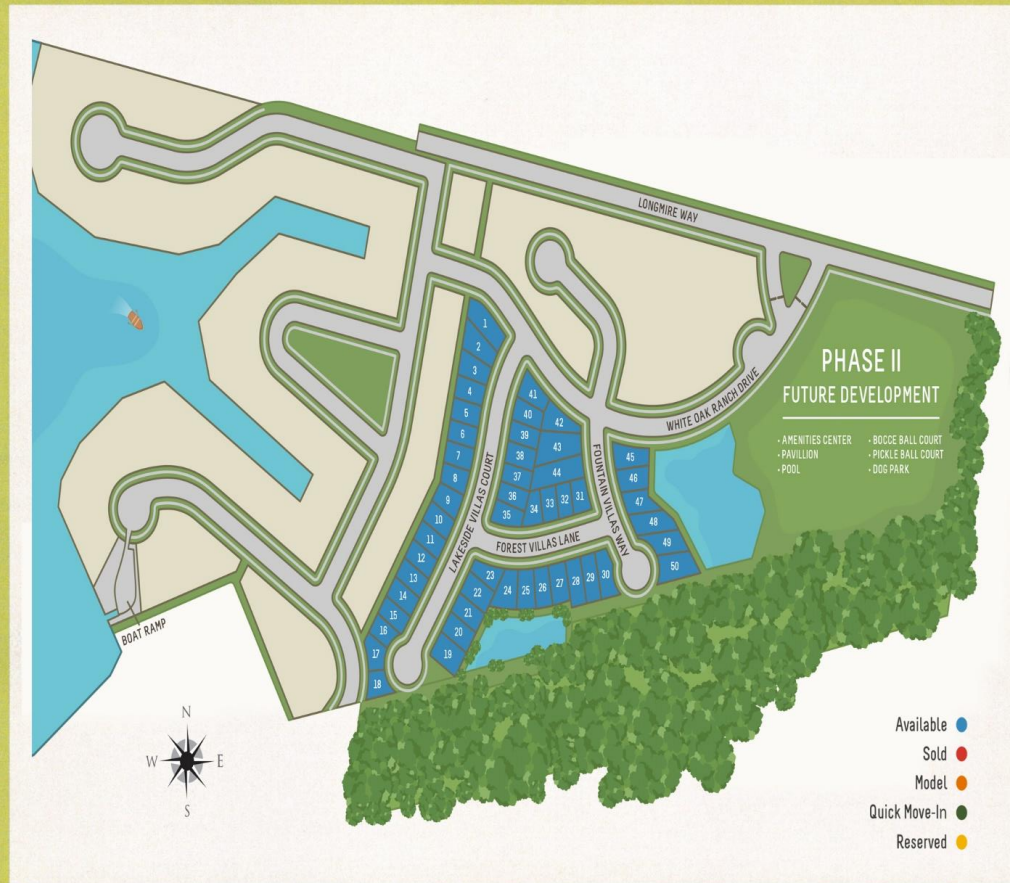 LONGMIRE WAY
PHASE II
FUTURE DEVELOPMENT
• AMENITIES CENTER
• PAVILLION
• POOL
• BOCCE BALL COURT
• PICKLE BALL COURT
• DOG PARK
WHITE OAK RANCH DRIVE
LAKESIDE VILLAS COURT
FOUNTAIN VILLAS WAY
FOREST VILLAS LANE
BOAT RAMP
1
2
3
4
5
6
7
8
9
10
11
12
13
14
15
16
17
18
19
20
21
22
23
24
25
26
27
28
29
30
31
32
33
34
35
36
37
38
39
40
41
42
43
44
45
46
47
48
49
50
N
W
E
S
Available
Sold
Model
Quick Move-In
Reserved